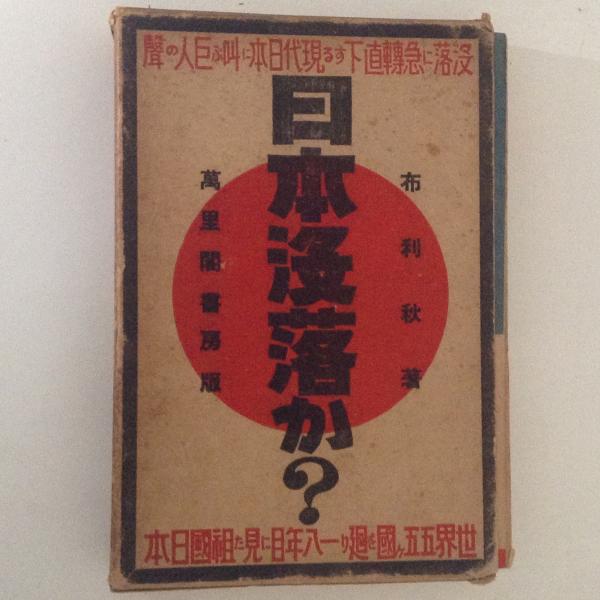 沒落に急轉直下する現代日本に叫ぶ巨人の聲
布利秋著
日本沒落か？
萬里閣書房版
世界五五ヶ國を廻り一八年目に見た祖國日本